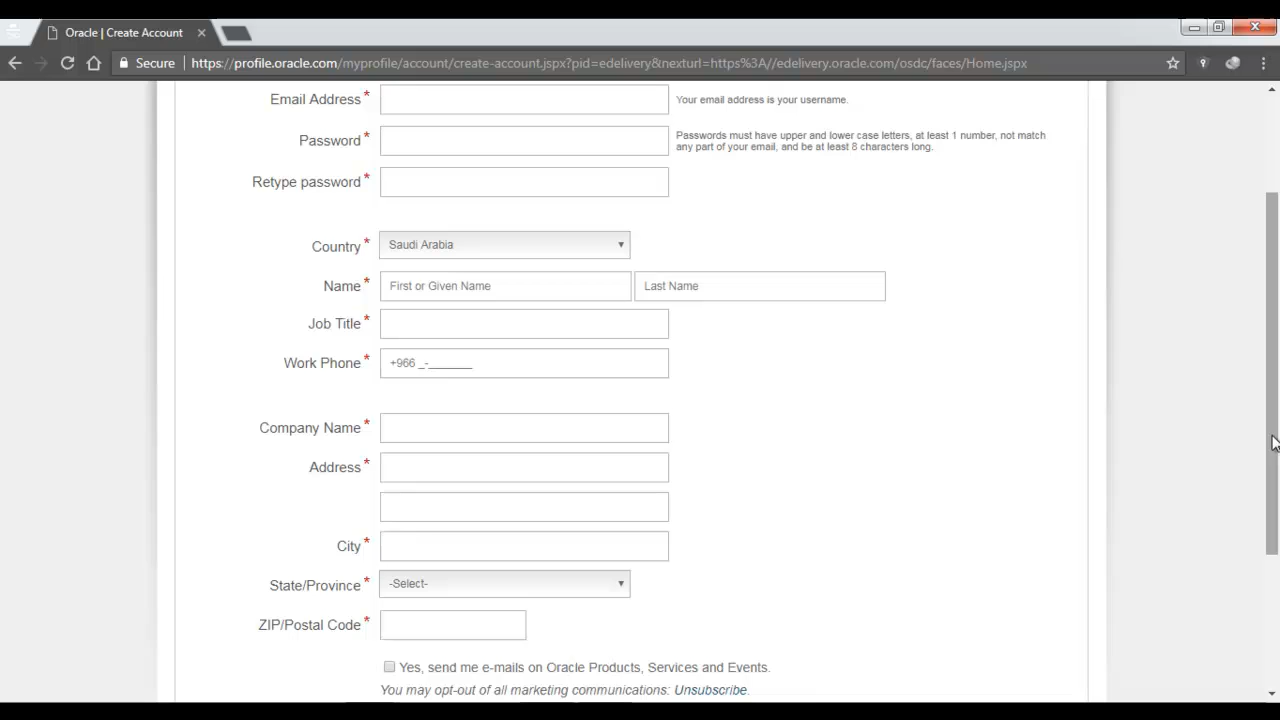 Oracle | Create Account
Secure | https://profile.oracle.com/myprofile/account/create-account.jspx?pid=edelivery&nexturl=https%3A//edelivery.oracle.com/osdc/faces/Home.jspx
Email Address* Your email address is your username.
Password* Passwords must have upper and lower case letters, at least 1 number, not match
any part of your email, and be at least 8 characters long.
Retype password*
Country* Saudi Arabia
Name* First or Given Name Last Name
Job Title*
Work Phone* +966 _-_______
Company Name*
Address*
City*
State/Province* -Select-
ZIP/Postal Code*
Yes, send me e-mails on Oracle Products, Services and Events.
You may opt-out of all marketing communications: Unsubscribe.